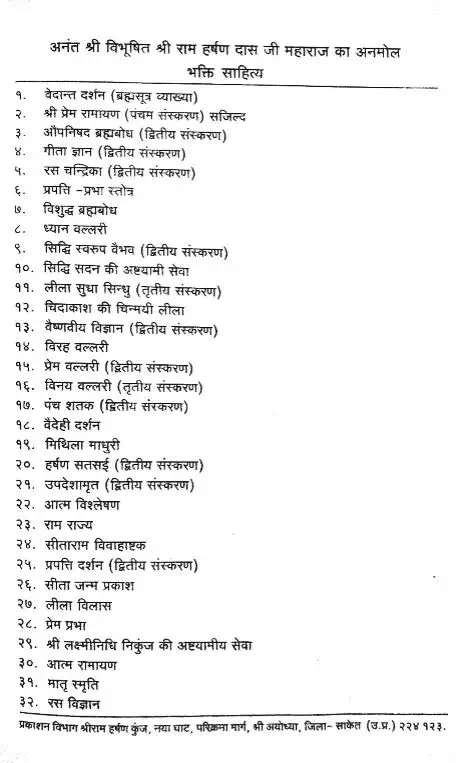 अनंत श्री विभूषित श्री राम हर्षण दास जी महाराज का अनमोल
भक्ति साहित्य
१. वेदान्त दर्शन (ब्रह्मसूत्र व्याख्या)
२. श्री प्रेम रामायण (पंचम संस्करण) सजिल्द
३. औपनिषद ब्रह्मबोध (द्वितीय संस्करण)
४. गीता ज्ञान (द्वितीय संस्करण)
५. रस चन्द्रिका (द्वितीय संस्करण)
६. प्रपत्ति -प्रभा स्तोत्र
७. विशुद्ध ब्रह्मबोध
८. ध्यान वल्लरी
९. सिद्धि स्वरुप वैभव (द्वितीय संस्करण)
१०. सिद्धि सदन की अष्टयामी सेवा
११. लीला सुधा सिन्धु (तृतीय संस्करण)
१२. चिदाकाश की चिन्मयी लीला
१३. वैष्णवीय विज्ञान (द्वितीय संस्करण)
१४. विरह वल्लरी
१५. प्रेम वल्लरी (द्वितीय संस्करण)
१६. विनय वल्लरी (तृतीय संस्करण)
१७. पंच शतक (द्वितीय संस्करण)
१८. वैदेही दर्शन
१९. मिथिला माधुरी
२०. हर्षण सतसई (द्वितीय संस्करण)
२१. उपदेशामृत (द्वितीय संस्करण)
२२. आत्म विश्लेषण
२३. राम राज्य
२४. सीताराम विवाहाष्टक
२५. प्रपत्ति दर्शन (द्वितीय संस्करण)
२६. सीता जन्म प्रकाश
२७. लीला विलास
२८. प्रेम प्रभा
२९. श्री लक्ष्मीनिधि निकुंज की अष्टयामीय सेवा
३०. आत्म रामायण
३१. मातृ स्मृति
३२. रस विज्ञान
प्रकाशन विभाग श्रीराम हर्षण कुंज, नया घाट, परिक्रमा मार्ग, श्री अयोध्या, जिला- साकेत (उ.प्र.) २२४ १२३.